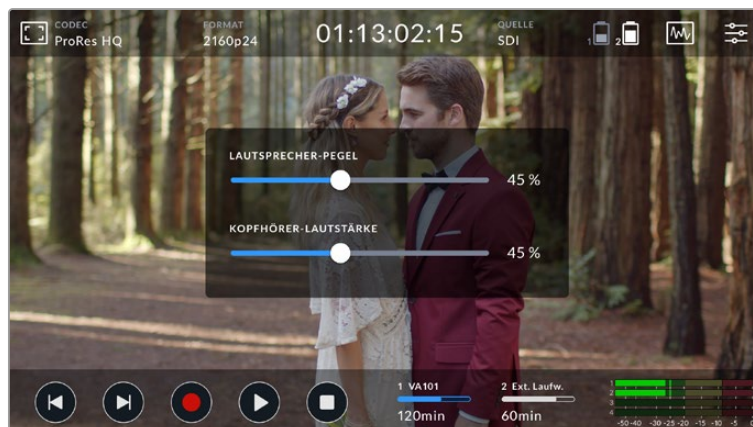 CODEC
ProRes HQ
FORMAT
2160p24
01:13:02:15
QUELLE
SDI
1
2
LAUTSPRECHER-PEGEL
45 %
KOPFHÖRER-LAUTSTÄRKE
45 %
1 VA101
120min
2 Ext. Laufw.
60min
1
2
3
4
-50 -40 -30 -25 -20 -15 -10 -5